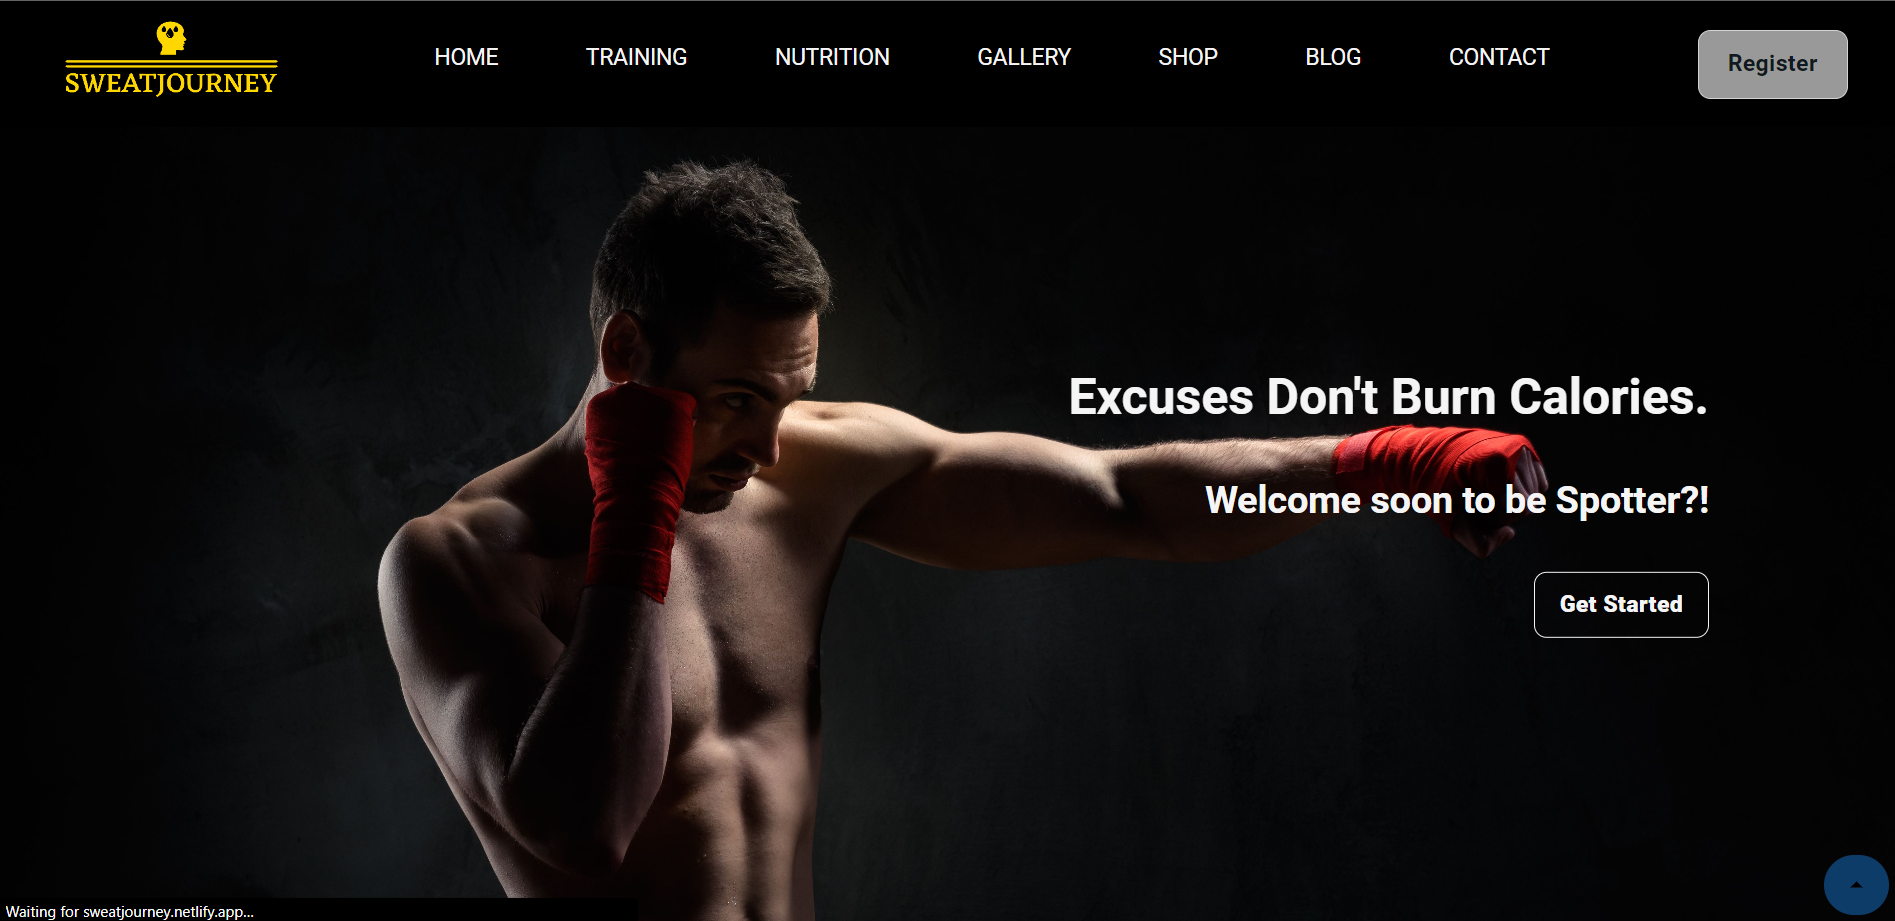 SWEATJOURNEY
HOME TRAINING NUTRITION GALLERY SHOP BLOG CONTACT
Register
Excuses Don't Burn Calories.
Welcome soon to be Spotter?!
Get Started
Waiting for sweatjourney.netlify.app...